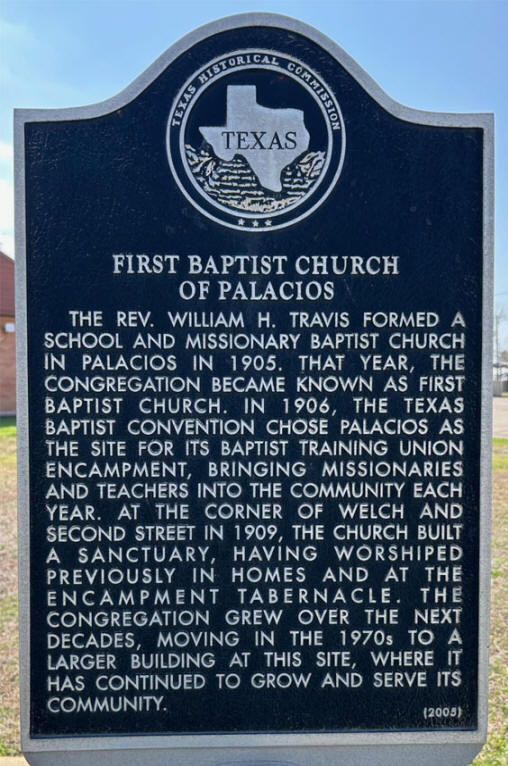 TEXAS HISTORICAL COMMISSION
TEXAS
FIRST BAPTIST CHURCH
OF PALACIOS
THE REV. WILLIAM H. TRAVIS FORMED A
SCHOOL AND MISSIONARY BAPTIST CHURCH
IN PALACIOS IN 1905. THAT YEAR, THE
CONGREGATION BECAME KNOWN AS FIRST
BAPTIST CHURCH. IN 1906, THE TEXAS
BAPTIST CONVENTION CHOSE PALACIOS AS
THE SITE FOR ITS BAPTIST TRAINING UNION
ENCAMPMENT, BRINGING MISSIONARIES
AND TEACHERS INTO THE COMMUNITY EACH
YEAR. AT THE CORNER OF WELCH AND
SECOND STREET IN 1909, THE CHURCH BUILT
A SANCTUARY, HAVING WORSHIPED
PREVIOUSLY IN HOMES AND AT THE
ENCAMPMENT TABERNACLE. THE
CONGREGATION GREW OVER THE NEXT
DECADES, MOVING IN THE 1970s TO A
LARGER BUILDING AT THIS SITE, WHERE IT
HAS CONTINUED TO GROW AND SERVE ITS
COMMUNITY.
(2005)